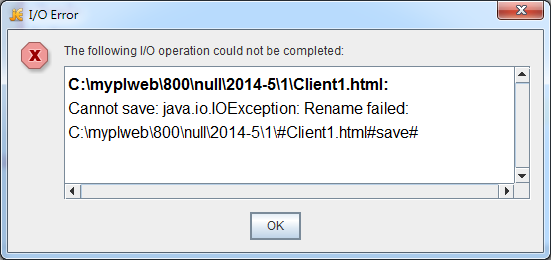 I/O Error
The following I/O operation could not be completed:
C:\myplweb\800\null\2014-5\1\Client1.html:
Cannot save: java.io.IOException: Rename failed:
C:\myplweb\800\null\2014-5\1\#Client1.html#save#
OK